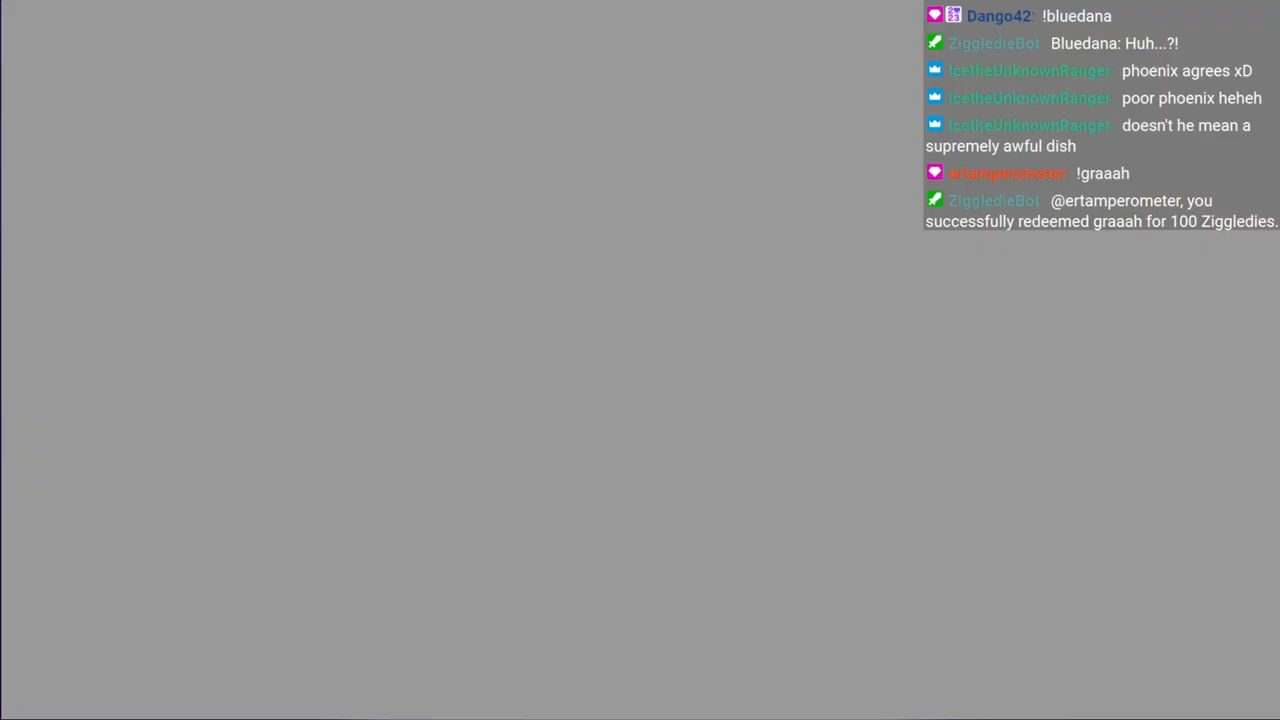 Dango42: !bluedana
ZiggledieBot Bluedana: Huh...?!
IcetheUnknownRanger phoenix agrees xD
IcetheUnknownRanger poor phoenix heheh
IcetheUnknownRanger doesn't he mean a
supremely awful dish
ertamperometer: !graaah
ZiggledieBot @ertamperometer, you
successfully redeemed graaah for 100 Ziggledies.